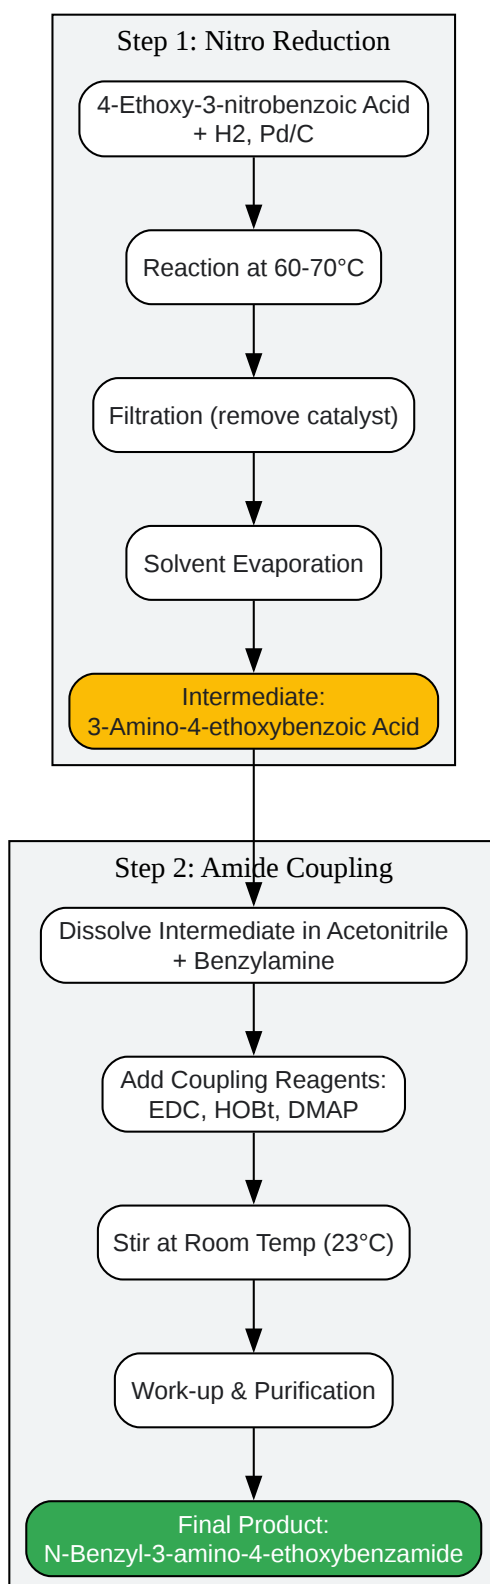 Step 1: Nitro Reduction
4-Ethoxy-3-nitrobenzoic Acid
+ H2, Pd/C
Reaction at 60-70°C
Filtration (remove catalyst)
Solvent Evaporation
Intermediate:
3-Amino-4-ethoxybenzoic Acid
Step 2: Amide Coupling
Dissolve Intermediate in Acetonitrile
+ Benzylamine
Add Coupling Reagents:
EDC, HOBt, DMAP
Stir at Room Temp (23°C)
Work-up & Purification
Final Product:
N-Benzyl-3-amino-4-ethoxybenzamide